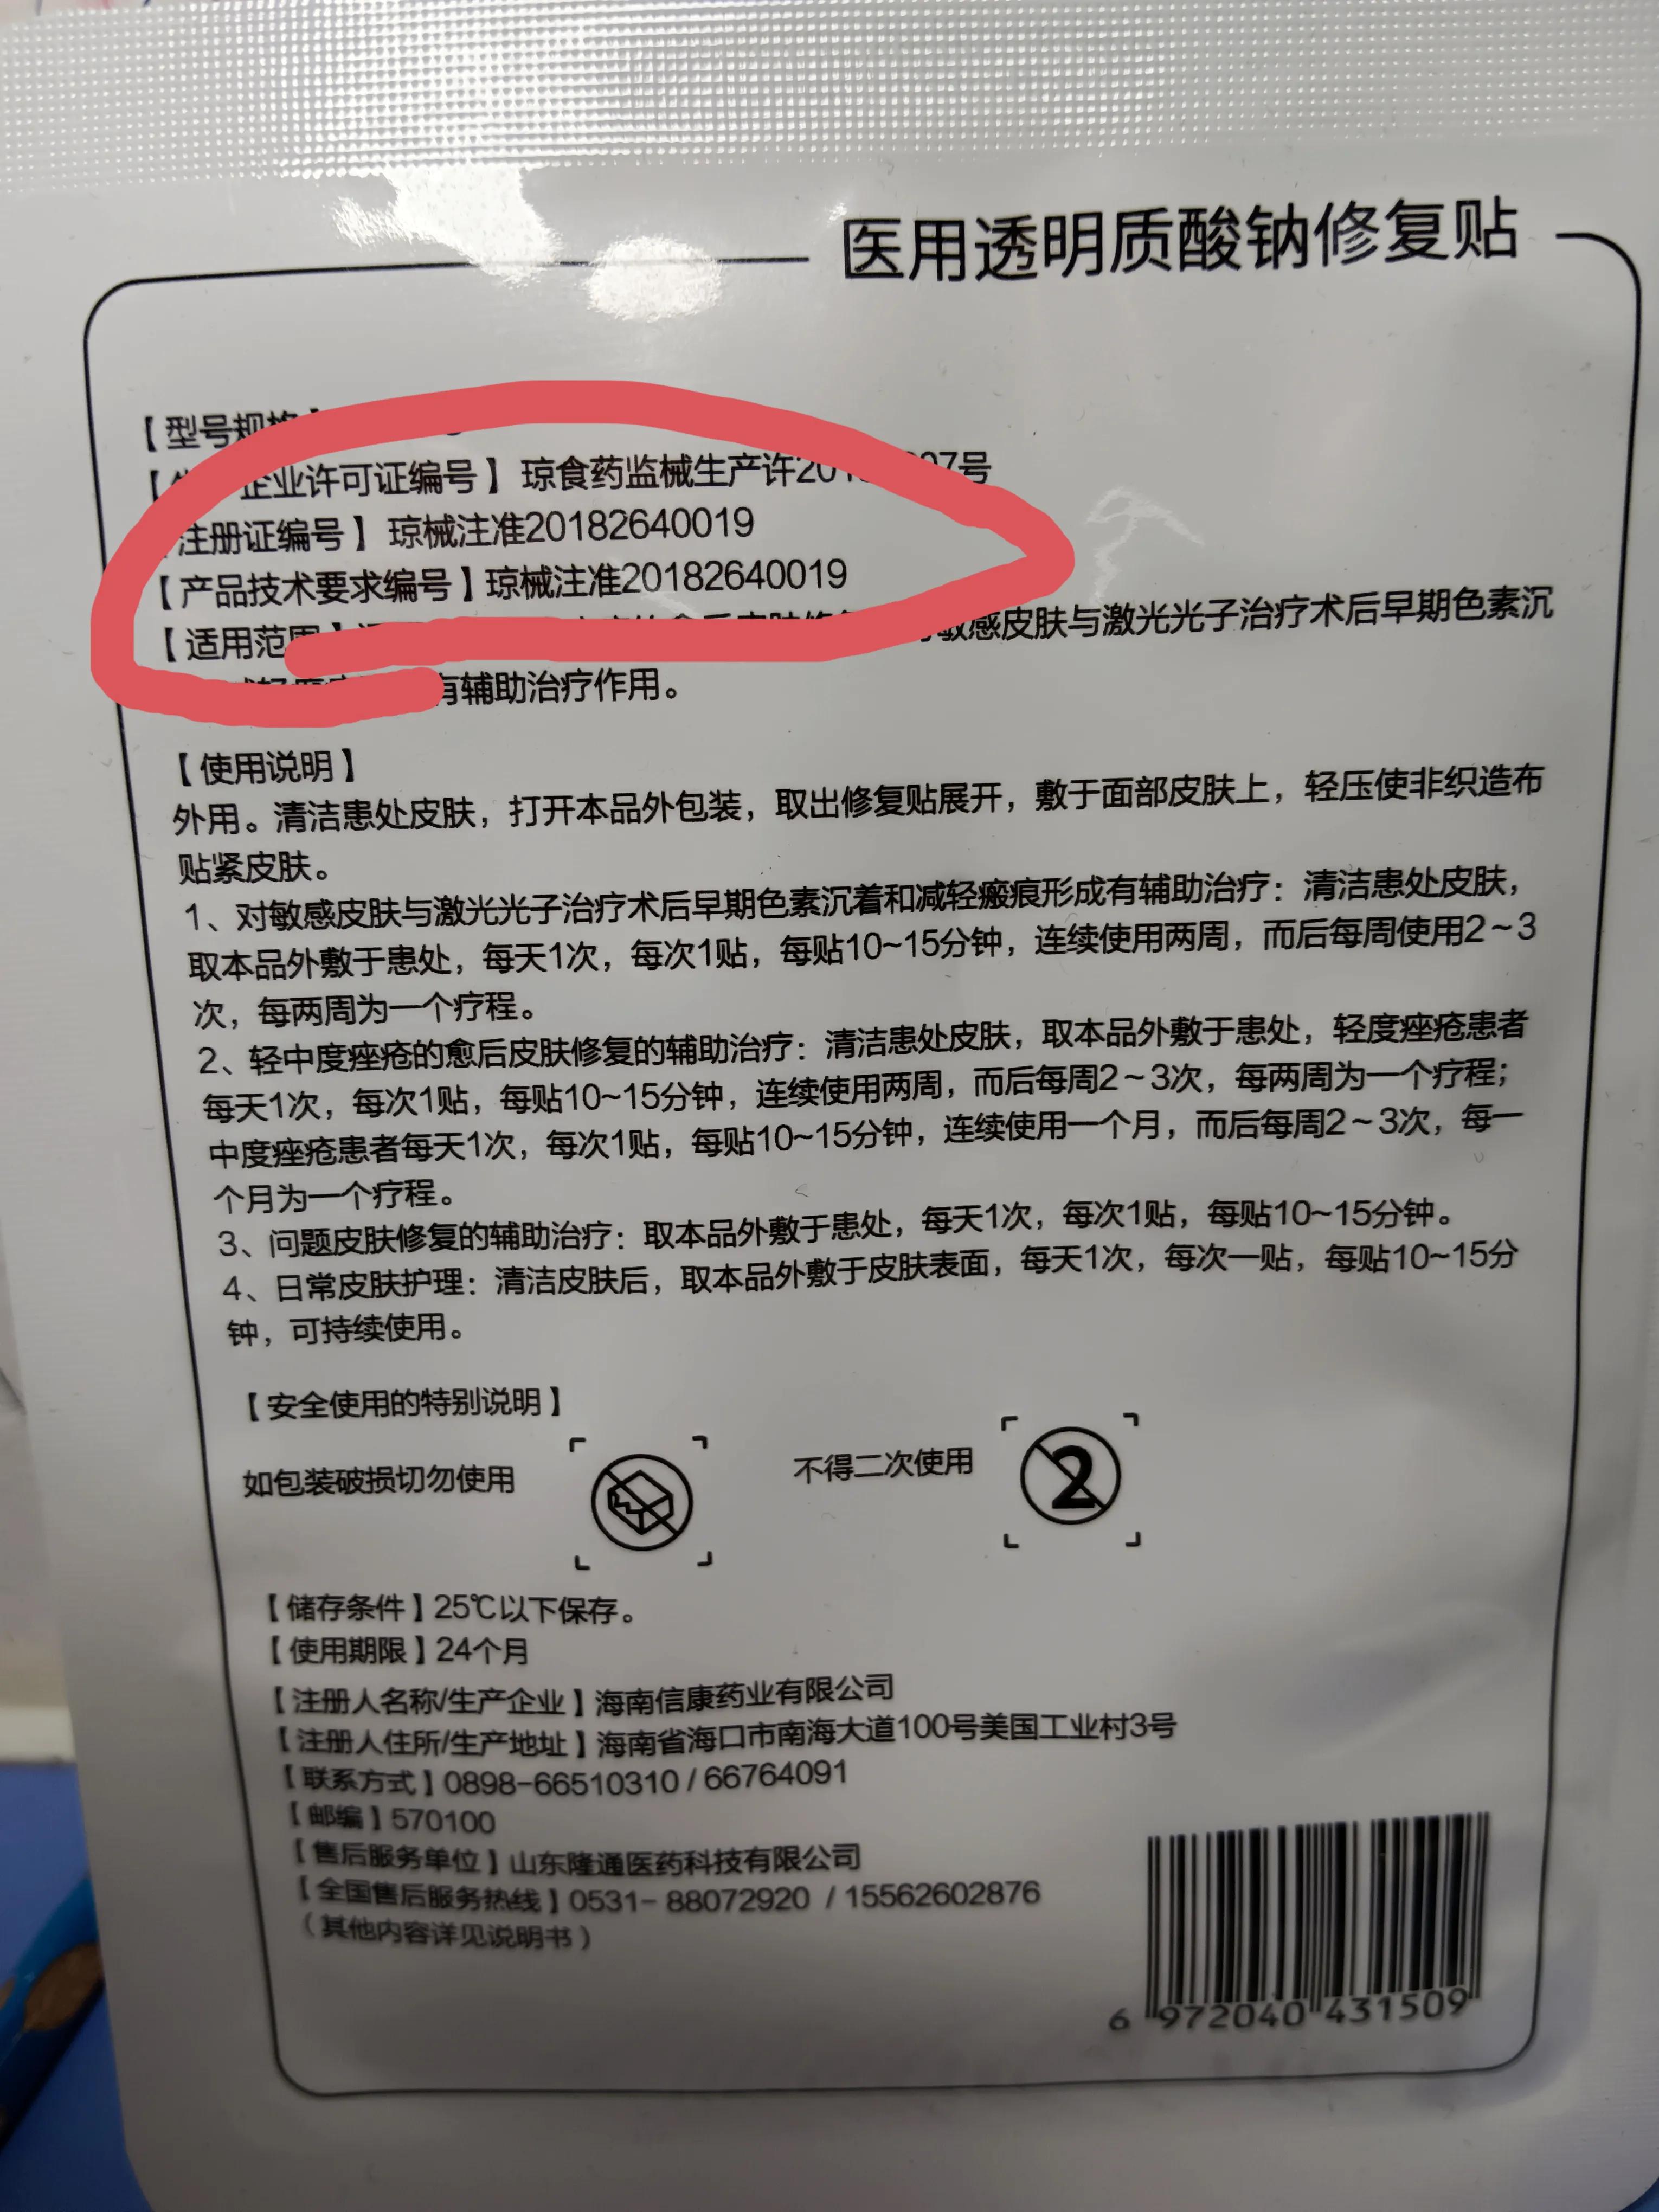 医用透明质酸钠修复贴
【型号规格】
企业许可证编号】琼食药监械生产许20 7号
注册证编号】琼械注准20182640019
【产品技术要求编号】琼械注准20182640019
【适用范围】 敏感皮肤与激光光子治疗术后早期色素沉
有辅助治疗作用。
【使用说明】
外用。清洁患处皮肤，打开本品外包装，取出修复贴展开，敷于面部皮肤上，轻压使非织造布
贴紧皮肤。
1、对敏感皮肤与激光光子治疗术后早期色素沉着和减轻瘢痕形成有辅助治疗：清洁患处皮肤，
取本品外敷于患处，每天1次，每次1贴，每贴10~15分钟，连续使用两周，而后每周使用2~3
次，每两周为一个疗程。
2、轻中度痤疮的愈后皮肤修复的辅助治疗：清洁患处皮肤，取本品外敷于患处，轻度痤疮患者
每天1次，每次1贴，每贴10~15分钟，连续使用两周，而后每周2~3次，每两周为一个疗程；
中度痤疮患者每天1次，每次1贴，每贴10~15分钟，连续使用一个月，而后每周2~3次，每一
个月为一个疗程。
3、问题皮肤修复的辅助治疗：取本品外敷于患处，每天1次，每次1贴，每贴10~15分钟。
4、日常皮肤护理：清洁皮肤后，取本品外敷于皮肤表面，每天1次，每次一贴，每贴10~15分
钟，可持续使用。
【安全使用的特别说明】
如包装破损切勿使用 不得二次使用 2
【储存条件】25℃以下保存。
【使用期限】24个月
【注册人名称/生产企业】海南信康药业有限公司
【注册人住所/生产地址】海南省海口市南海大道100号美国工业村3号
【联系方式】0898-66510310 / 66764091
【邮编】570100
【售后服务单位】山东隆通医药科技有限公司
【全国售后服务热线】0531- 88072920 / 15562602876
（其他内容详见说明书）
6 972040 431509